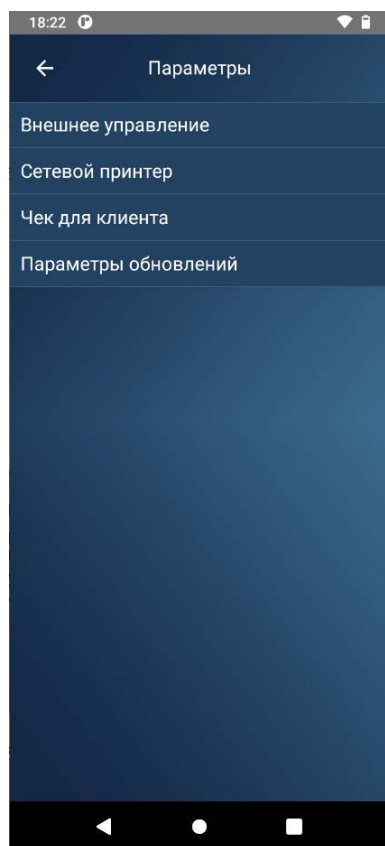 18:22
Параметры
Внешнее управление
Сетевой принтер
Чек для клиента
Параметры обновлений